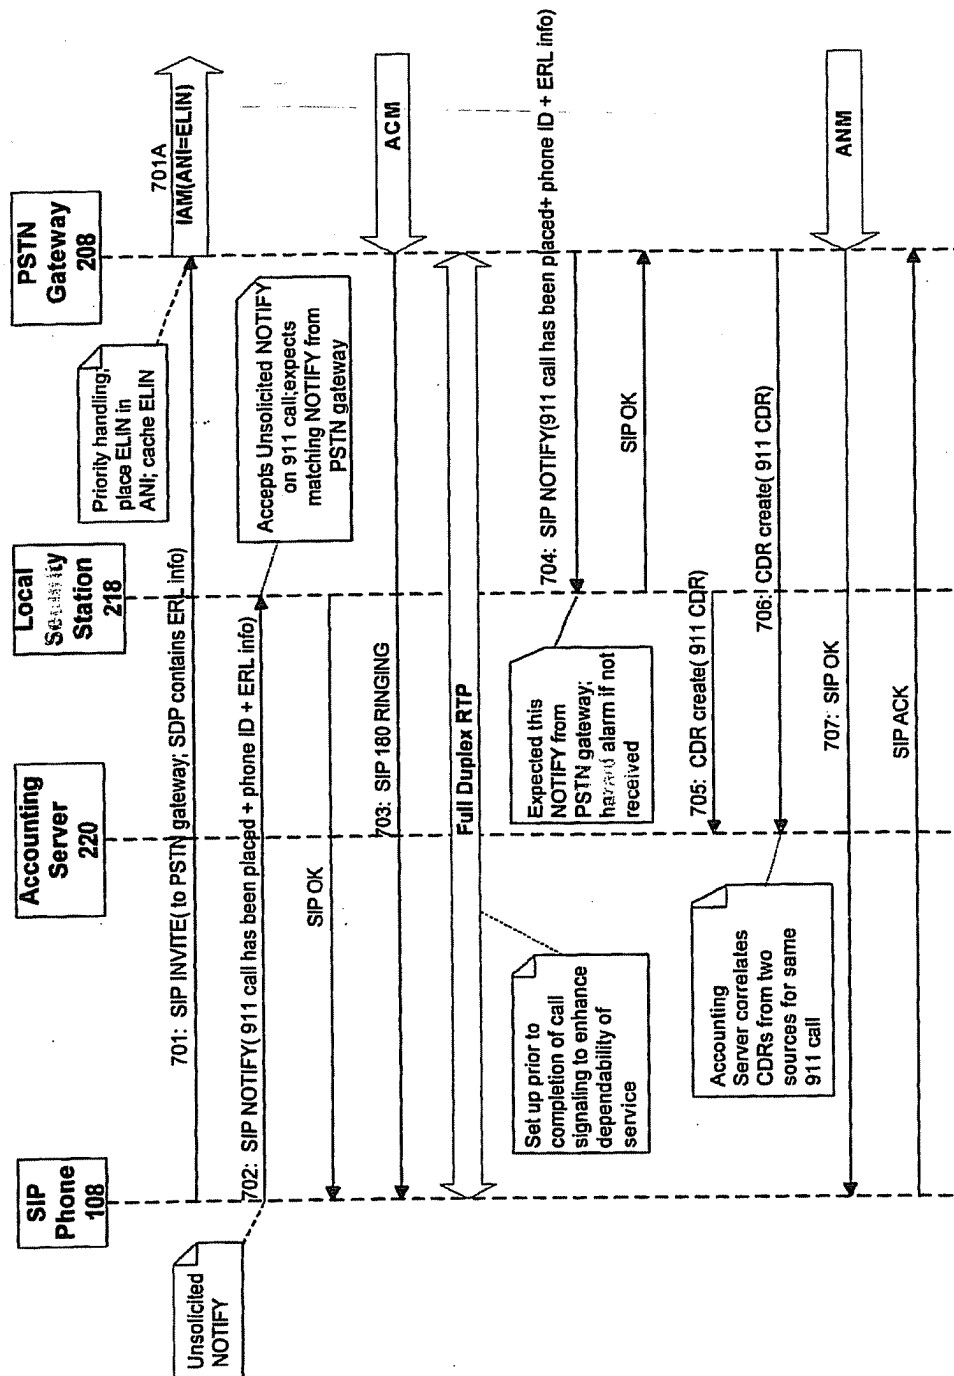 SIP
Phone
108
Accounting
Server
220
Local
Security
Station
218
PSTN
Gateway
208
701: SIP INVITE( to PSTN gateway; SDP contains ERL info)
Priority handling;
place ELIN in
ANI; cache ELIN
701A
IAM(ANI=ELIN)
Unsolicited
NOTIFY
702: SIP NOTIFY( 911 call has been placed + phone ID + ERL info)
Accepts Unsolicited NOTIFY
on 911 call;expects
matching NOTIFY from
PSTN gateway
SIP OK
ACM
703: SIP 180 RINGING
Full Duplex RTP
Set up prior to
completion of call
signaling to enhance
dependability of
service
704: SIP NOTIFY(911 call has been placed+ phone ID + ERL info)
Expected this
NOTIFY from
PSTN gateway;
alarm if not
received
SIP OK
705: CDR create( 911 CDR)
706: CDR create( 911 CDR)
Accounting
Server correlates
CDRs from two
sources for same
911 call
ANM
707: SIP OK
SIP ACK